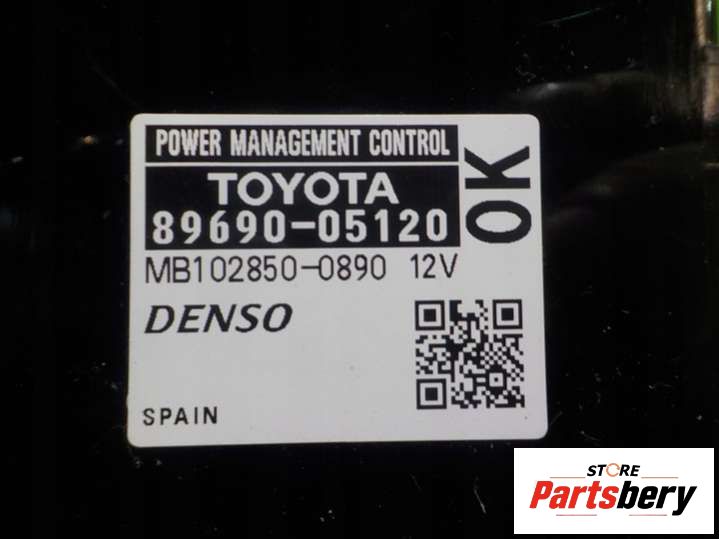 POWER MANAGEMENT CONTROL
TOYOTA
89690-05120
OK
MB102850-0890 12V
DENSO
SPAIN
STORE
Partsbery